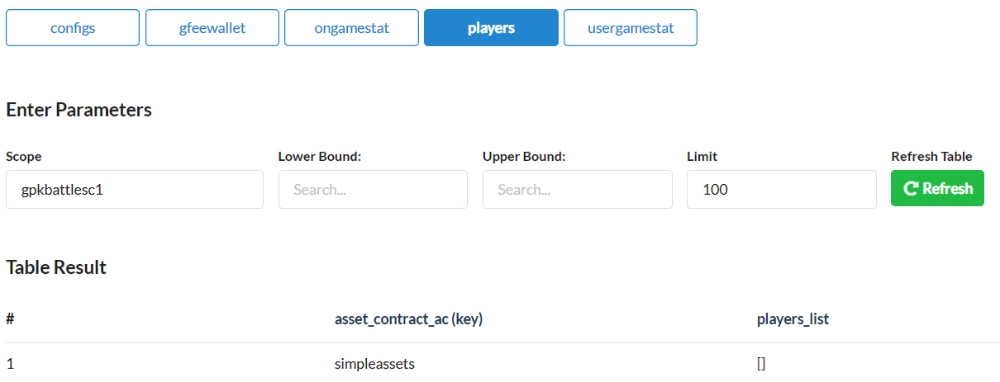 configs gfeewallet ongamestat players usergamestat
Enter Parameters
Scope Lower Bound: Upper Bound: Limit Refresh Table
gpkbattlesc1 Search... Search... 100 Refresh
Table Result
# asset_contract_ac (key) players_list
1 simpleassets []